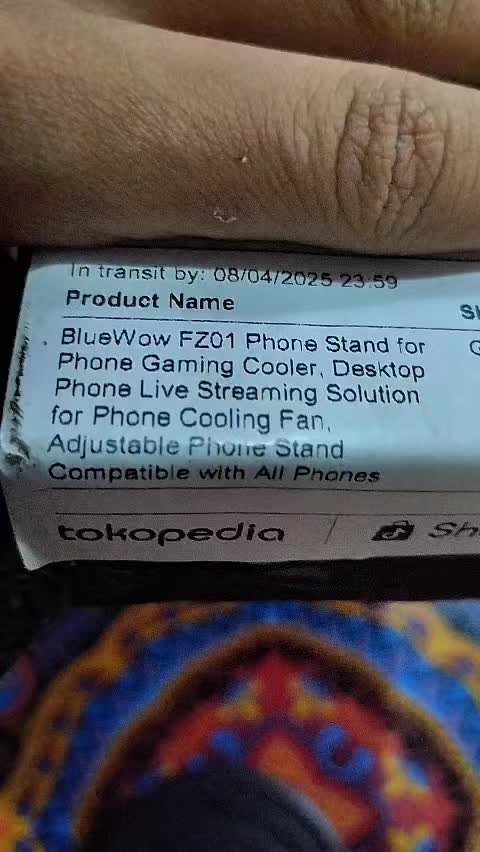 In transit by: 08/04/2025 23:59
Product Name
BlueWow FZ01 Phone Stand for
Phone Gaming Cooler, Desktop
Phone Live Streaming Solution
for Phone Cooling Fan,
Adjustable Phone Stand
Compatible with All Phones
tokopedia